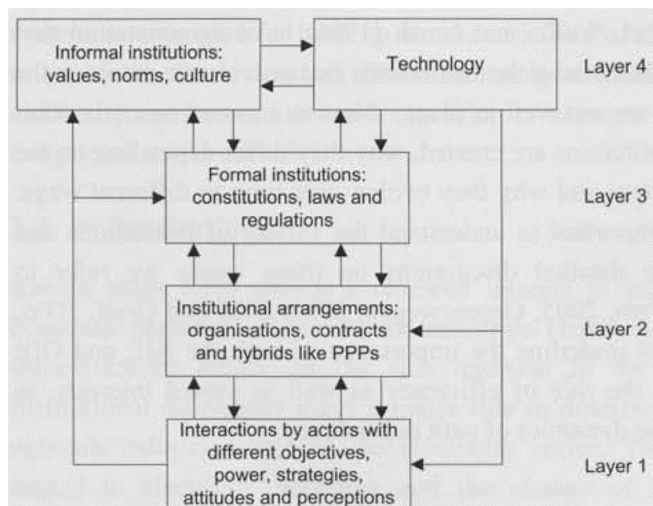 Informal institutions:
values, norms, culture
Technology
Layer 4
Formal institutions:
constitutions, laws and
regulations
Layer 3
Institutional arrangements:
organisations, contracts
and hybrids like PPPs
Layer 2
Interactions by actors with
different objectives,
power, strategies,
attitudes and perceptions
Layer 1